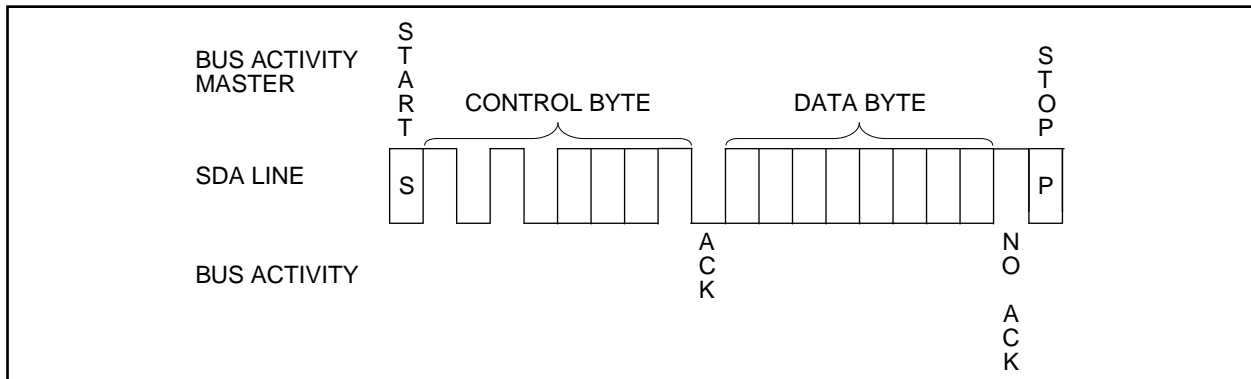 START
BUS ACTIVITY
MASTER
STOP
CONTROL BYTE
DATA BYTE
SDA LINE
S
P
BUS ACTIVITY
ACK
NO ACK